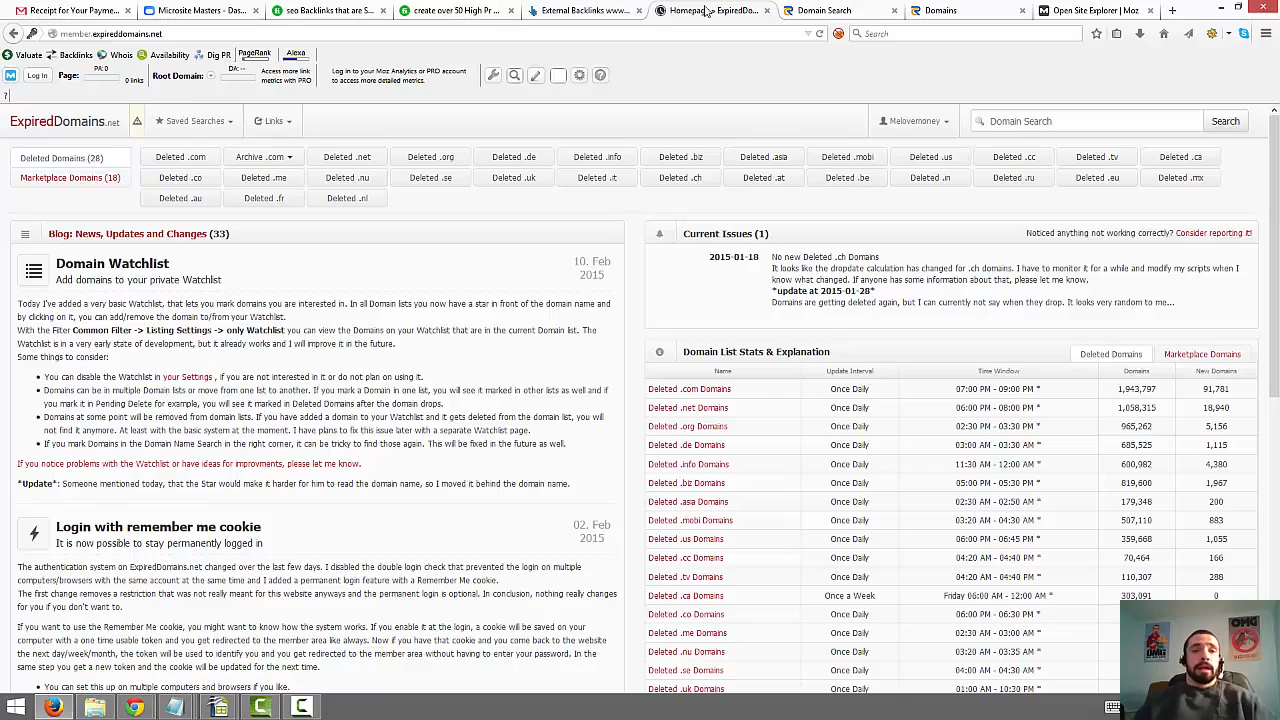 Receipt for Your Payme... × Microsite Masters - Das... × seo Backlinks that are S... × create over 50 High Pr ... × External Backlinks www... × Homepage - ExpiredDo... × Domain Search × Domains × Open Site Explorer | Moz ×
member.expireddomains.net Search
Valuate Backlinks Whois Availability Dig PR PageRank Alexa
Log In Page: PA: 0 0 links Root Domain: DA: -- Access more link metrics with PRO Log in to your Moz Analytics or PRO account to access more detailed metrics.
?
ExpiredDomains.net Saved Searches Links Melovemoney Domain Search Search
Deleted Domains (28) Deleted .com Archive .com Deleted .net Deleted .org Deleted .de Deleted .info Deleted .biz Deleted .asia Deleted .mobi Deleted .us Deleted .cc Deleted .tv Deleted .ca
Marketplace Domains (18) Deleted .co Deleted .me Deleted .nu Deleted .se Deleted .uk Deleted .it Deleted .ch Deleted .at Deleted .be Deleted .in Deleted .ru Deleted .eu Deleted .mx
Deleted .au Deleted .fr Deleted .nl
Blog: News, Updates and Changes (33)
Domain Watchlist 10. Feb
Add domains to your private Watchlist 2015
Today I've added a very basic Watchlist, that lets you mark domains you are interested in. In all Domain lists you now have a star in front of the domain name and
by clicking on it, you can add/remove the domain to/from your Watchlist.
With the Filter Common Filter -> Listing Settings -> only Watchlist you can view the Domains on your Watchlist that are in the current Domain list. The
Watchlist is in a very early state of development, but it already works and I will improve it in the future.
Some things to consider:
• You can disable the Watchlist in your Settings , if you are not interested in it or do not plan on using it.
• Domains can be in multiple Domain lists or move from one list to another. If you mark a Domain in one list, you will see it marked in other lists as well and if
you mark it in Pending Delete for example, you will see it marked in Deleted Domains after the domain drops.
• Domains at some point will be removed from domain lists. If you have added a domain to your Watchlist and it gets deleted from the domain list, you will
not find it anymore. At least with the basic system at the moment. I have plans to fix this issue later with a separate Watchlist page.
• If you mark Domains in the Domain Name Search in the right corner, it can be tricky to find those again. This will be fixed in the future as well.
If you notice problems with the Watchlist or have ideas for improvments, please let me know.
*Update*: Someone mentioned today, that the Star would make it harder for him to read the domain name, so I moved it behind the domain name.
Login with remember me cookie 02. Feb
It is now possible to stay permanently logged in 2015
The authentication system on ExpiredDomains.net changed over the last few days. I disabled the double login check that prevented the login on multiple
computers/browsers with the same account at the same time and I added a permanent login feature with a Remember Me cookie.
The first change removes a restriction that was not really meant for this website anyways and the permanent login is optional. In conclusion, nothing really changes
for you if you don't want to.
If you want to use the Remember Me cookie, you might want to know how the system works. If you enable it at the login, a cookie will be saved on your
computer with a one time usable token and you get redirected to the member area like always. Now if you have that cookie and you come back to the website
the next day/week/month, the token will be used to identify you and you get redirected to the member area without having to enter your password. In the
same step you get a new token and the cookie will be updated for the next time.
• You can set this up on multiple computers and browsers if you like.
Current Issues (1) Noticed anything not working correctly? Consider reporting it!
2015-01-18 No new Deleted .ch Domains
It looks like the dropdate calculation has changed for .ch domains. I have to monitor it for a while and modify my scripts when I
know what changed. If anyone has some information about that, please let me know.
*update at 2015-01-28*
Domains are getting deleted again, but I can currently not say when they drop. It looks very random to me...
Domain List Stats & Explanation Deleted Domains Marketplace Domains
Name Update Interval Time Window Domains New Domains
Deleted .com Domains Once Daily 07:00 PM - 09:00 PM * 1,943,797 91,781
Deleted .net Domains Once Daily 06:00 PM - 08:00 PM * 1,058,315 18,940
Deleted .org Domains Once Daily 02:30 PM - 03:30 PM * 965,262 5,156
Deleted .de Domains Once Daily 03:00 AM - 03:30 AM * 685,525 1,115
Deleted .info Domains Once Daily 11:30 AM - 12:00 AM * 600,982 4,380
Deleted .biz Domains Once Daily 05:00 PM - 05:30 PM * 819,600 1,967
Deleted .asia Domains Once Daily 02:30 AM - 02:50 AM * 179,348 200
Deleted .mobi Domains Once Daily 03:20 AM - 04:30 AM * 507,110 883
Deleted .us Domains Once Daily 06:00 PM - 06:45 PM * 359,668 1,055
Deleted .cc Domains Once Daily 04:20 AM - 04:40 PM * 70,464 166
Deleted .tv Domains Once Daily 04:20 AM - 04:40 PM * 110,307 288
Deleted .ca Domains Once a Week Friday 06:00 AM - 12:00 AM * 303,091 0
Deleted .co Domains Once Daily 06:00 PM - 06:30 PM *
Deleted .me Domains Once Daily 02:30 AM - 03:00 AM *
Deleted .nu Domains Once Daily 03:20 AM - 03:35 AM *
Deleted .se Domains Once Daily 04:00 AM - 04:30 AM *
Deleted .uk Domains Once Daily 01:00 AM - 10:30 PM *
OMG OMG